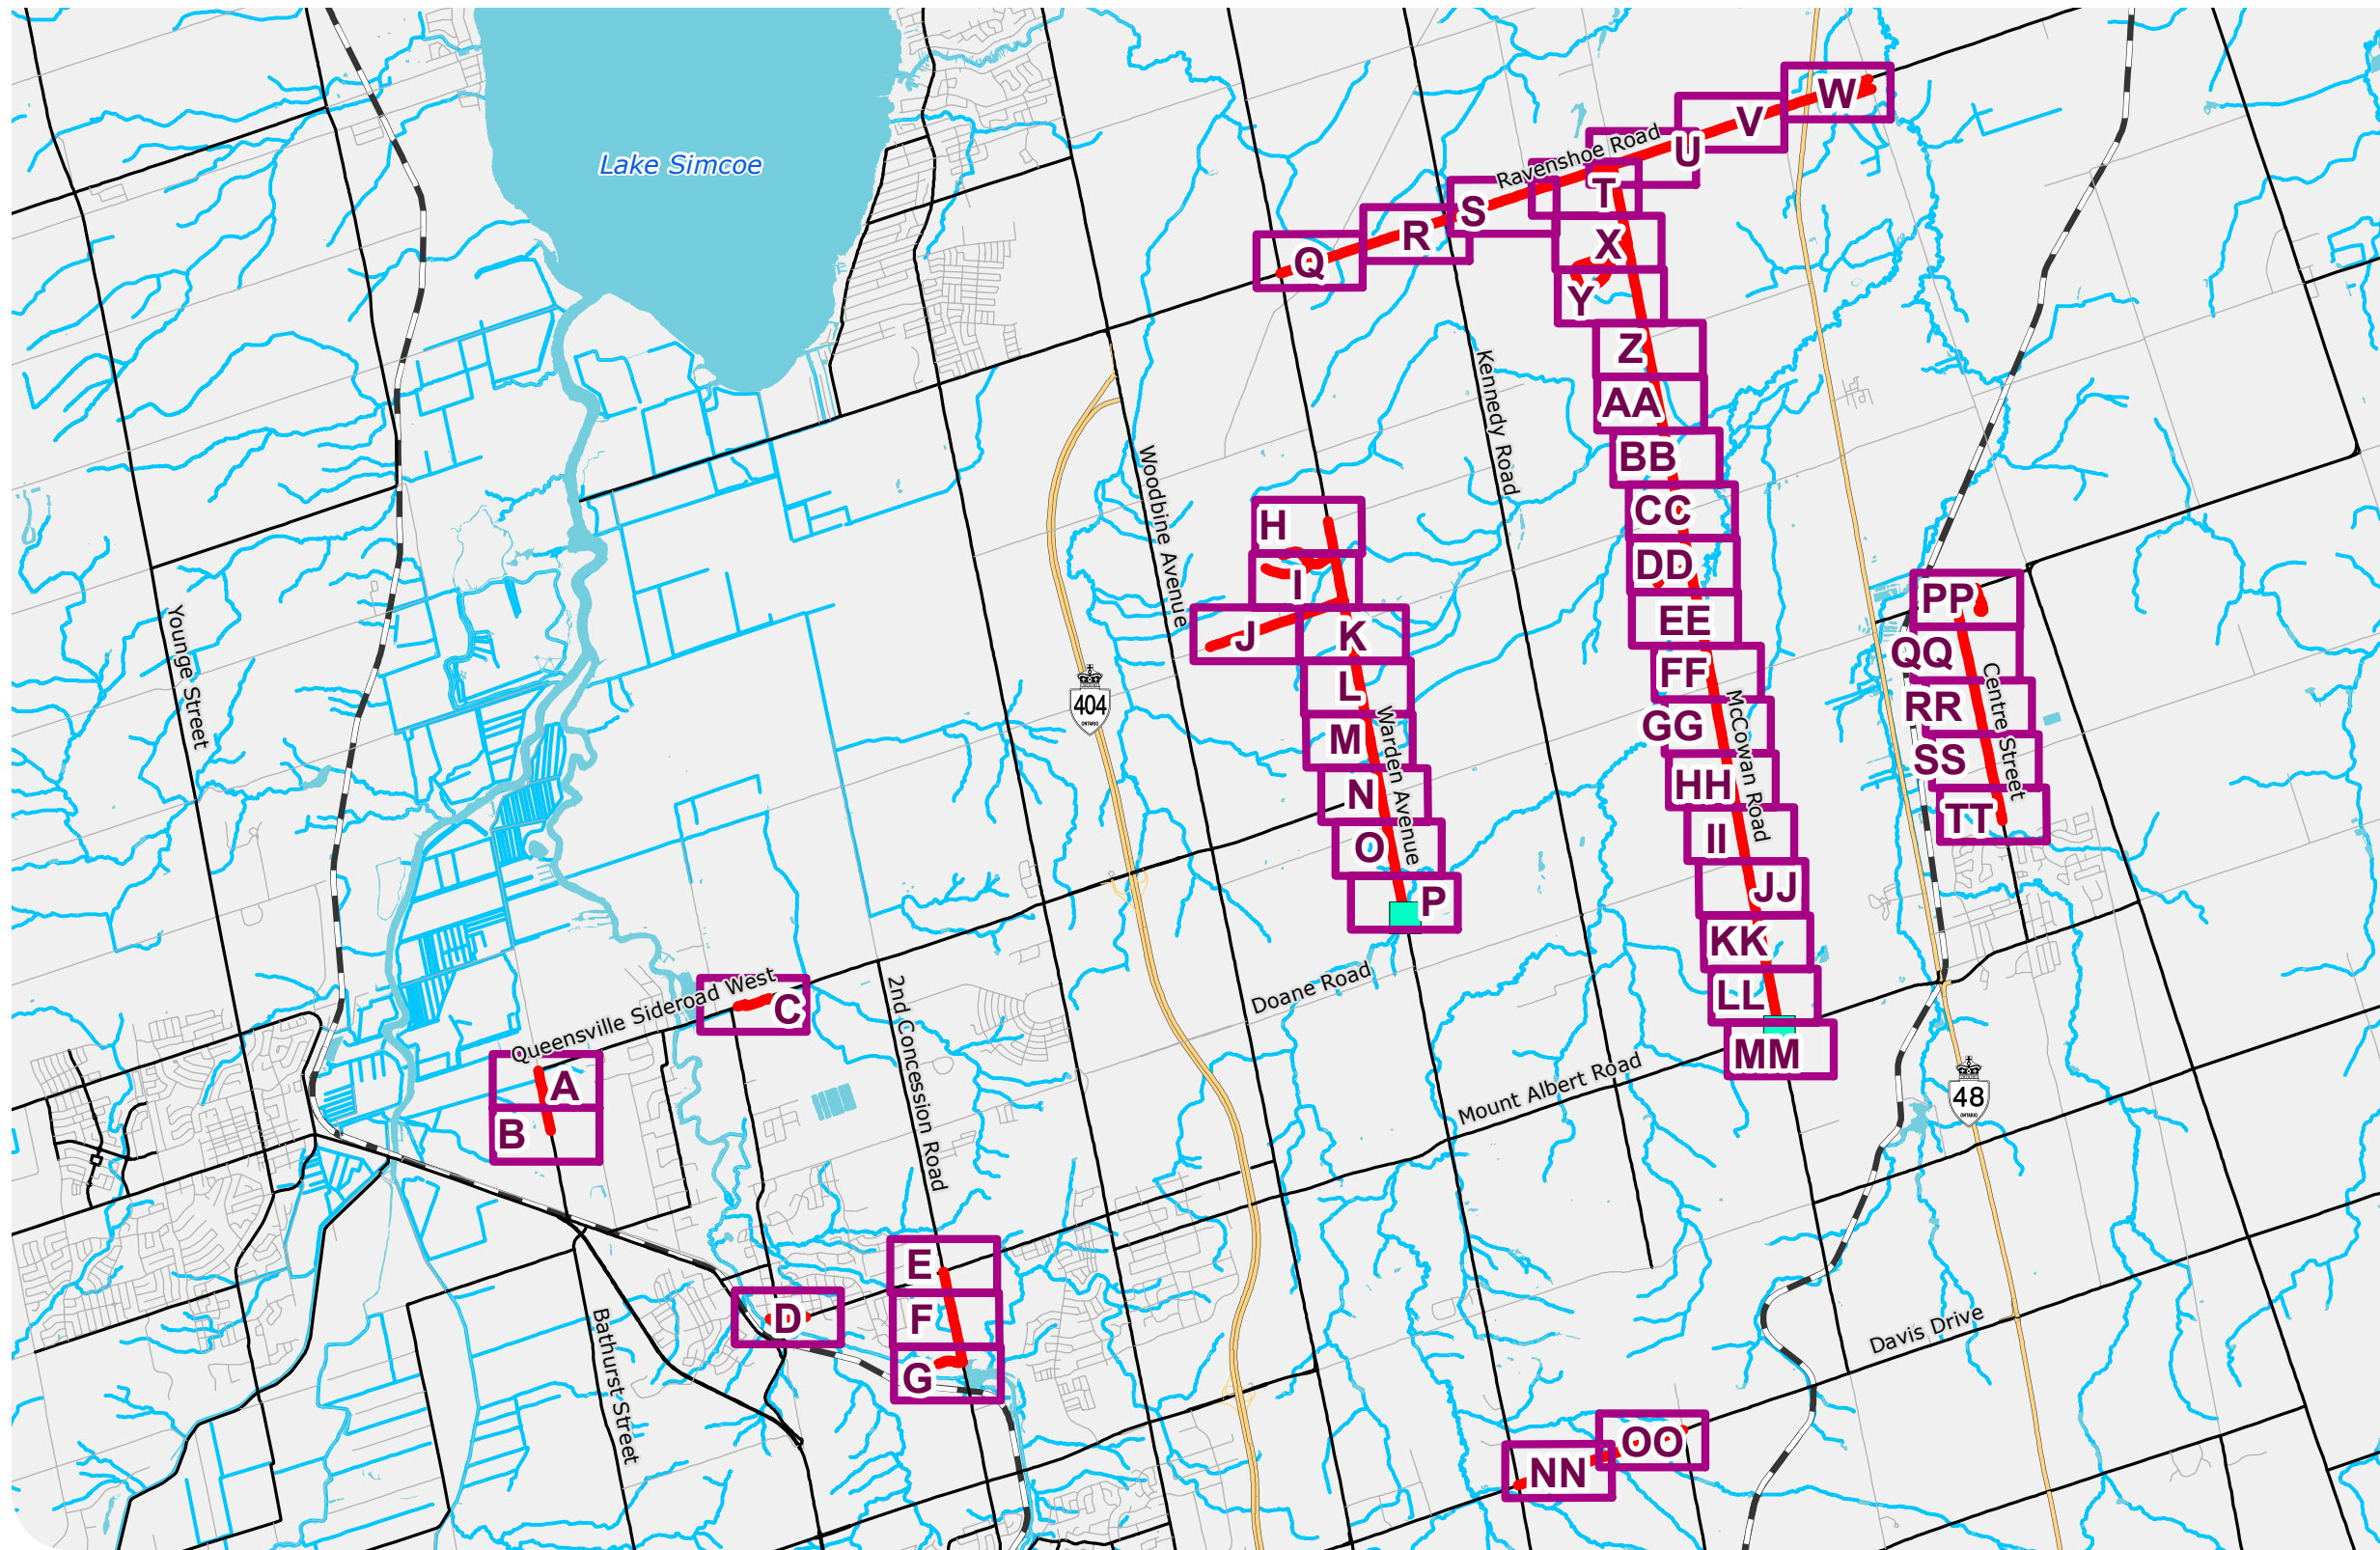 W
V
Ravenshoe Road
U
Lake Simcoe
T
S
R
X
Q
Y
Z
Kennedy Road
AA
BB
Woodbine Avenue
CC
H
DD
I
PP
Younge Street
EE
J
K
QQ
FF
L
Centre Street
404
ONTARIO
RR
McCowan Road
GG
M
Warden Avenue
SS
HH
N
TT
II
O
JJ
P
KK
Doane Road
LL
Queensville Sideroad West
C
2nd Concession Road
MM
A
Mount Albert Road
48
ONTARIO
B
E
D
F
Davis Drive
G
Bathurst Street
OO
NN